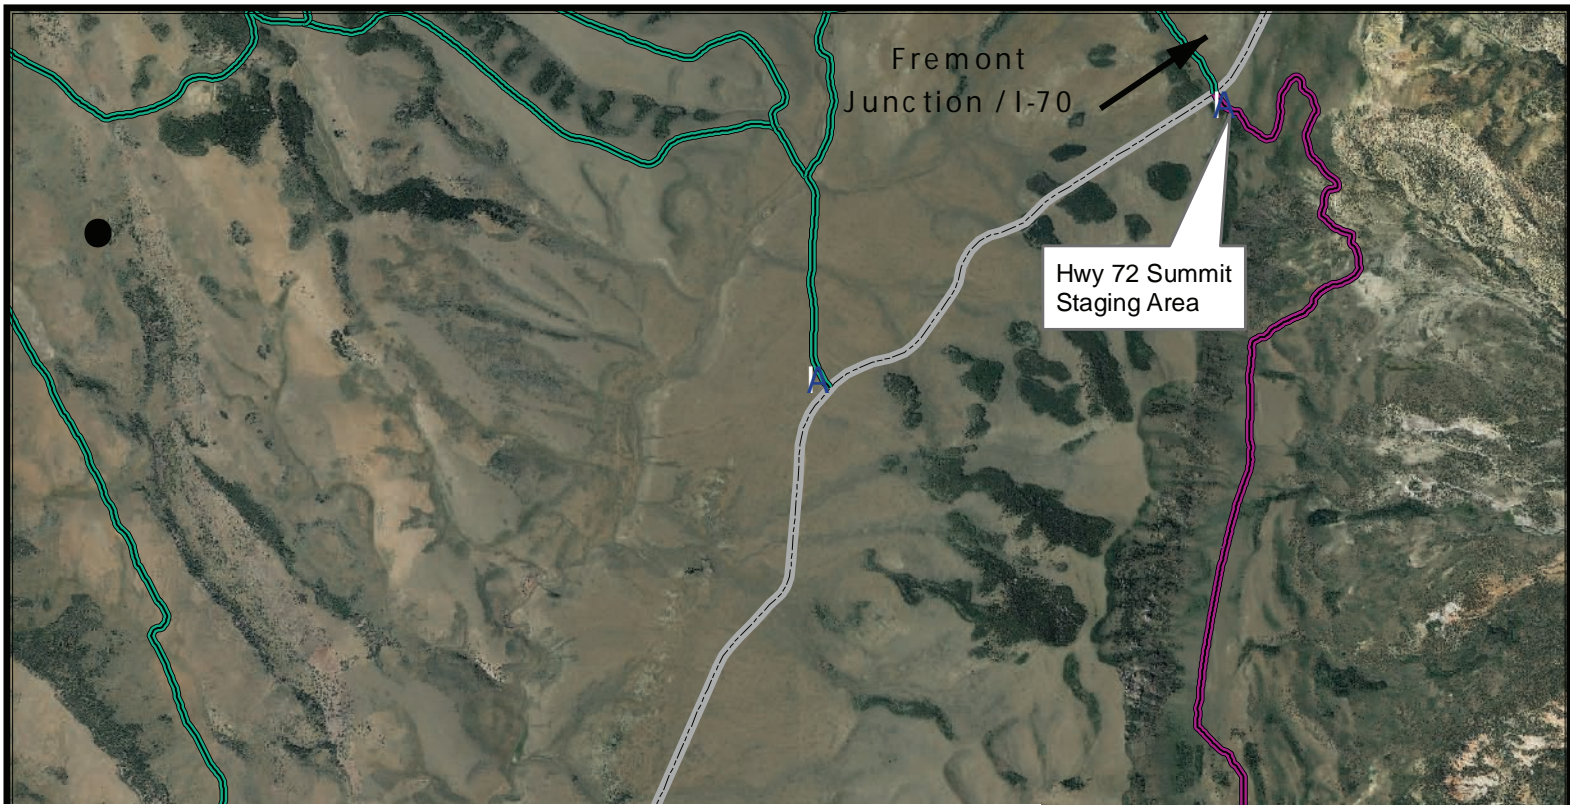 Fremont
Junction / I-70
A
Hwy 72 Summit
Staging Area
A